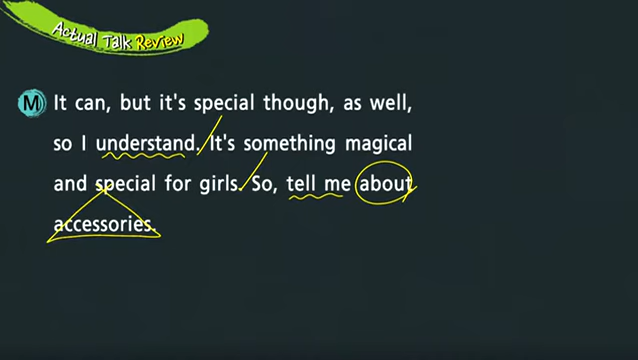 Actual Talk Review
M It can, but it's special though, as well,
so I understand. It's something magical
and special for girls. So, tell me about
accessories.